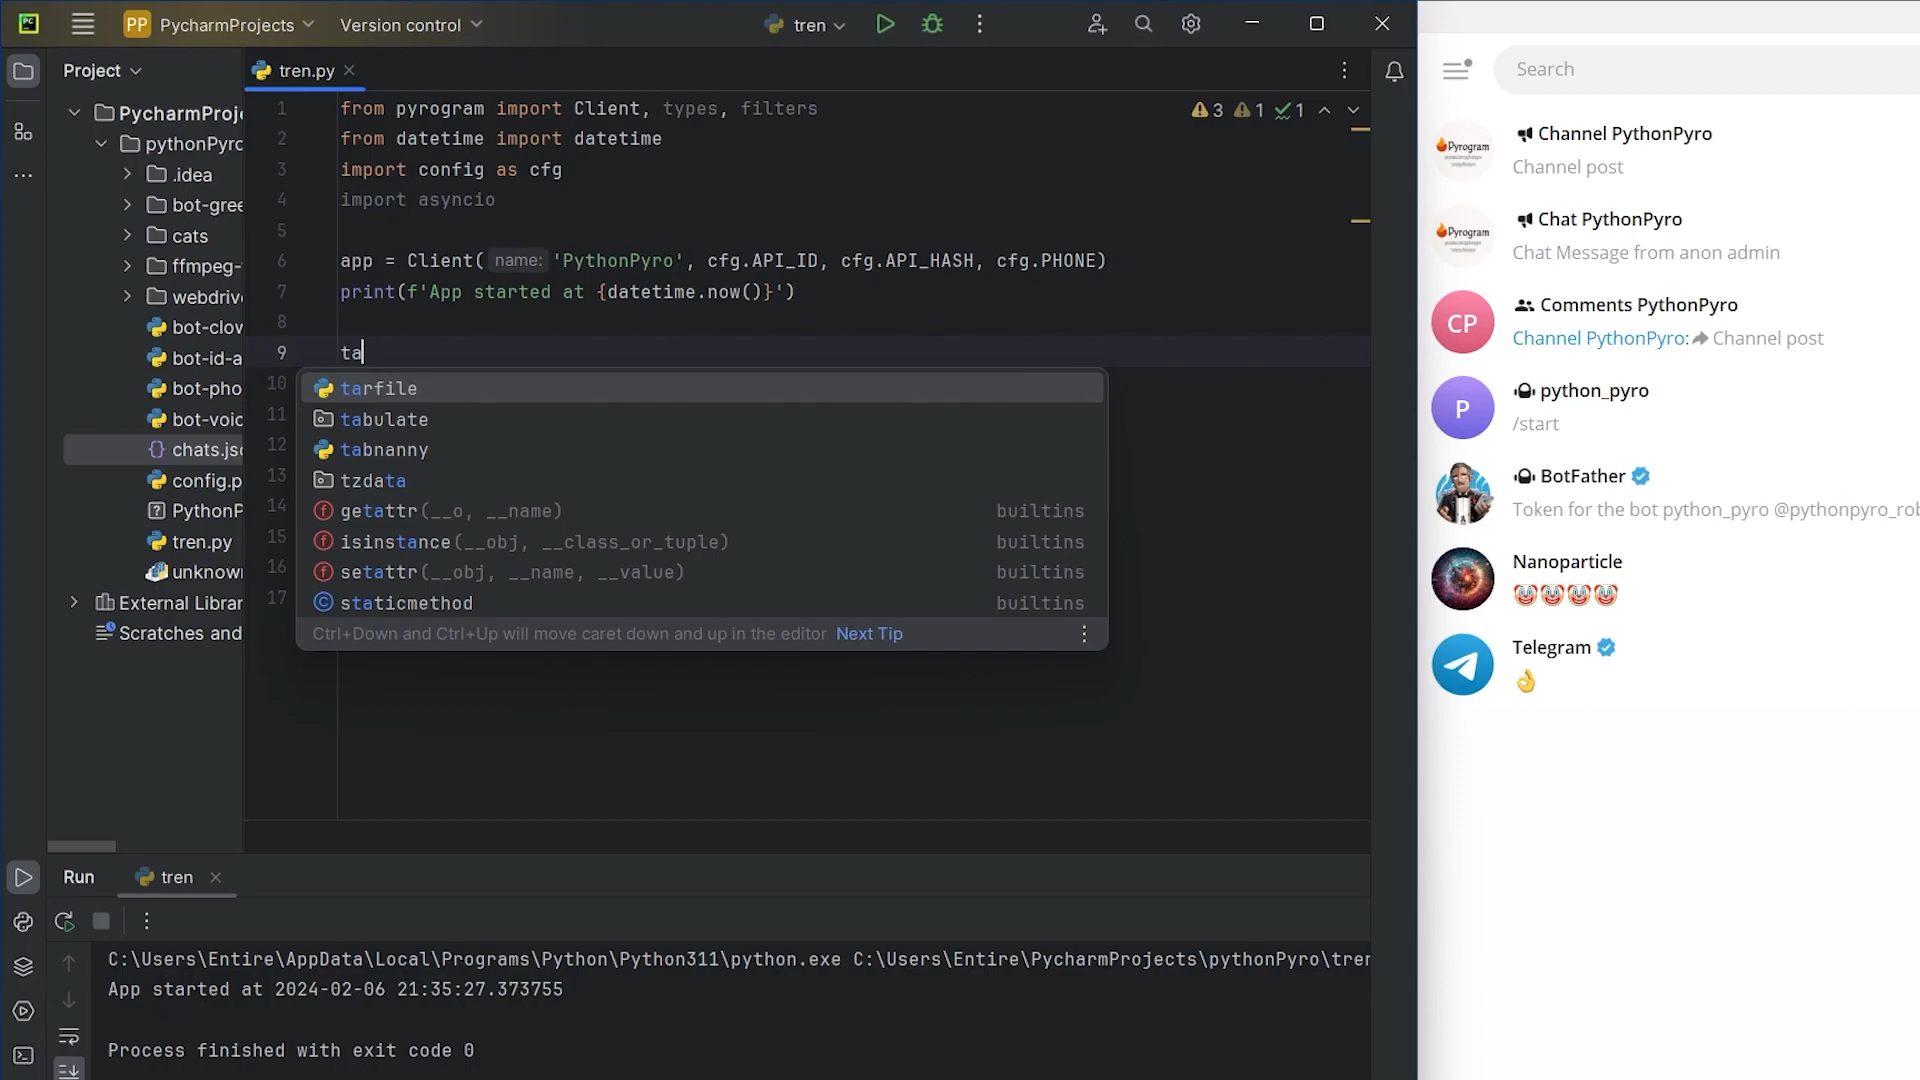 PP PycharmProjects
Version control
tren
Project
PycharmProj
pythonPyro
.idea
bot-gree
cats
ffmpeg-
webdrive
bot-clow
bot-id-a
bot-pho
bot-voic
chats.jso
config.p
PythonP
tren.py
unknown
External Librar
Scratches and
tren.py
3 1 1
1 from pyrogram import Client, types, filters
2 from datetime import datetime
3 import config as cfg
4 import asyncio
5
6 app = Client( name: 'PythonPyro', cfg.API_ID, cfg.API_HASH, cfg.PHONE)
7 print(f'App started at {datetime.now()}')
8
9 ta
10
11
12
13
14
15
16
17
tarfile
tabulate
tabnanny
tzdata
getattr(__o, __name) builtins
isinstance(__obj, __class_or_tuple) builtins
setattr(__obj, __name, __value) builtins
staticmethod builtins
Ctrl+Down and Ctrl+Up will move caret down and up in the editor Next Tip
Run tren
C:\Users\Entire\AppData\Local\Programs\Python\Python311\python.exe C:\Users\Entire\PycharmProjects\pythonPyro\tren
App started at 2024-02-06 21:35:27.373755
Process finished with exit code 0
Search
Pyrogram
Channel PythonPyro
Channel post
Pyrogram
Chat PythonPyro
Chat Message from anon admin
CP
Comments PythonPyro
Channel PythonPyro: Channel post
P
python_pyro
/start
BotFather
Token for the bot python_pyro @pythonpyro_rob
Nanoparticle
🤡🤡🤡🤡
Telegram
👌